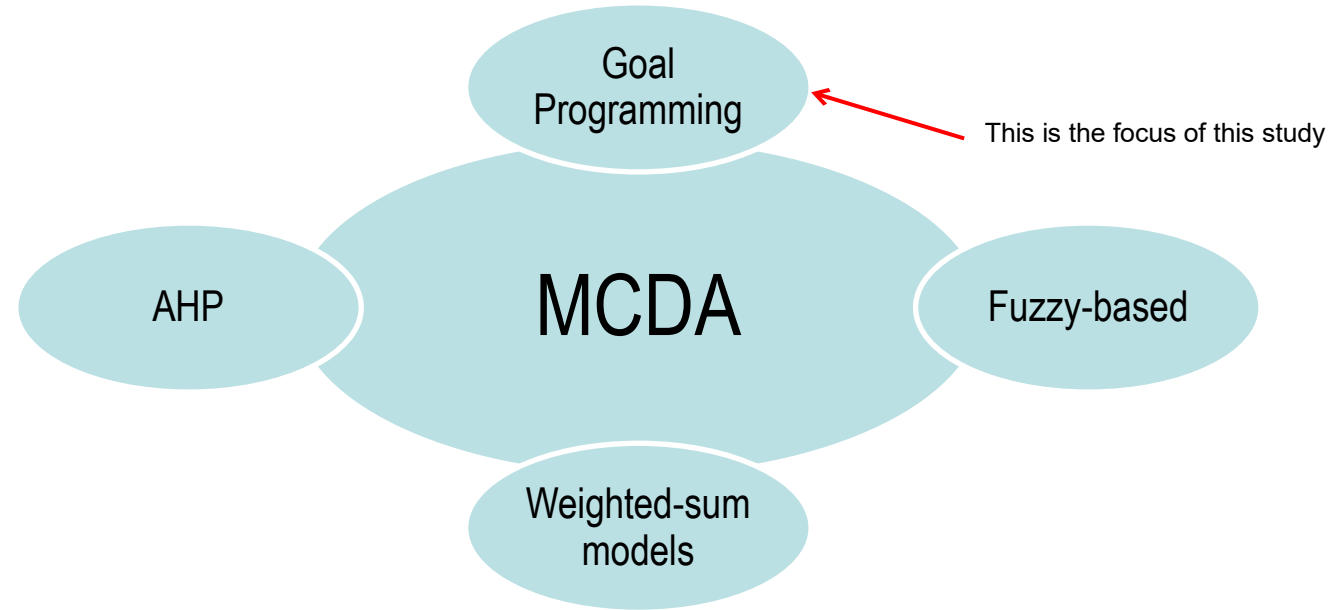 Goal
Programming
This is the focus of this study
AHP
MCDA
Fuzzy-based
Weighted-sum
models